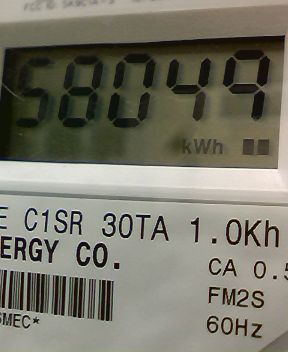 58049
kWh
E C1SR 30TA 1.0Kh
ERGY CO.
CA 0.5
FM2S
60Hz
SMEC*